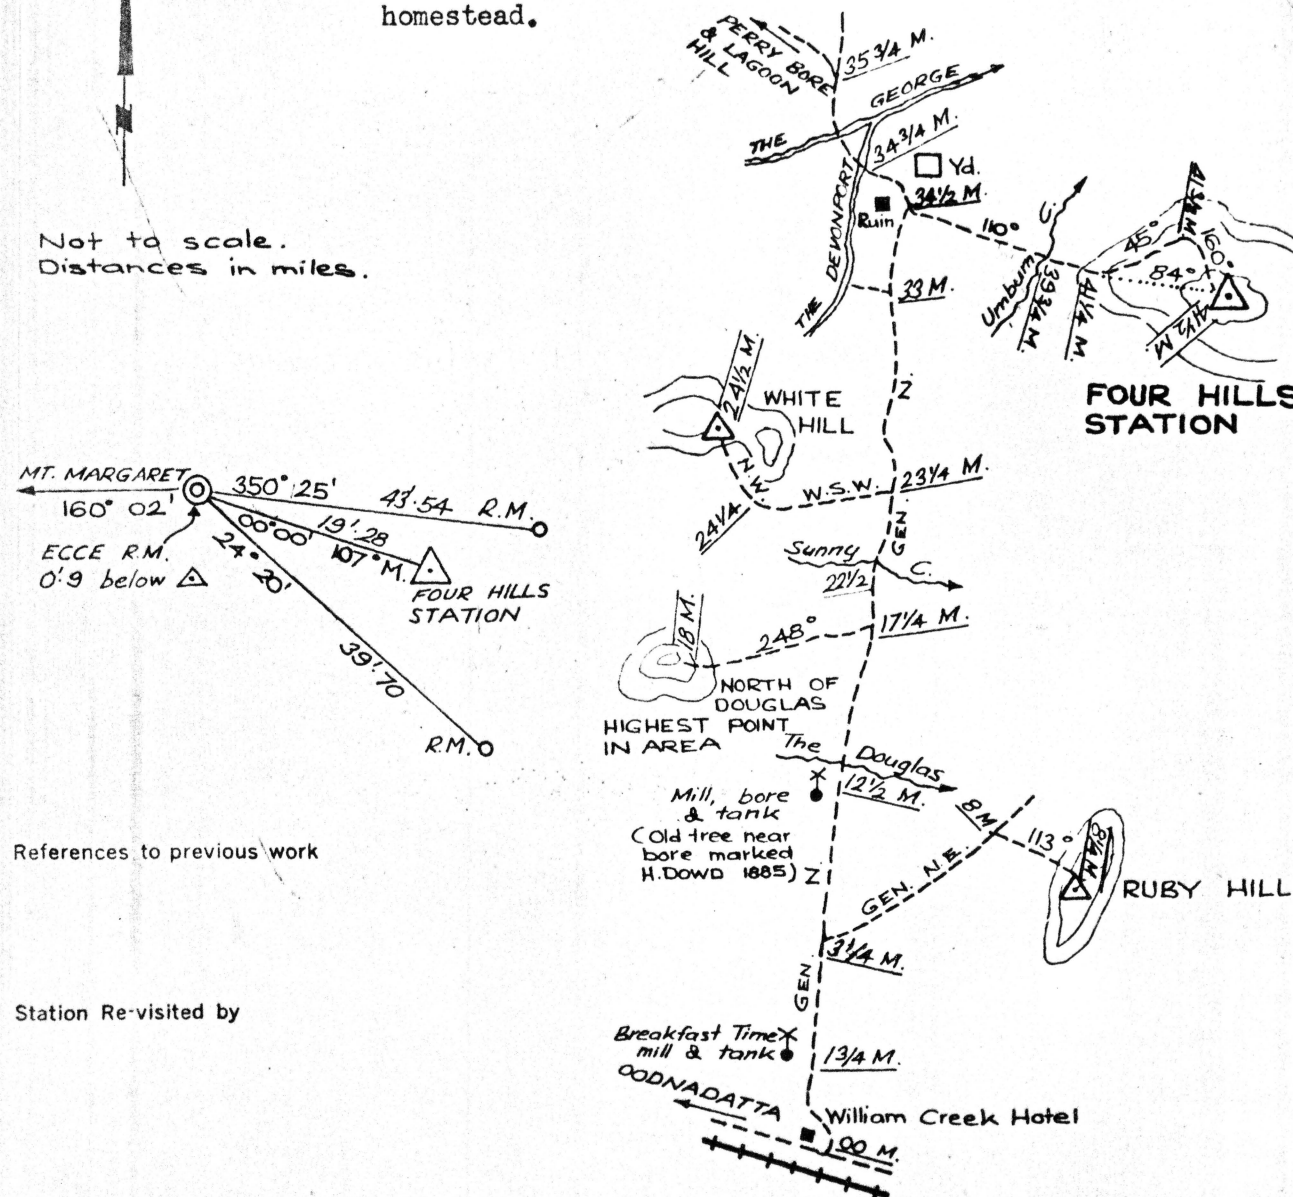 homestead.
N
Not to scale.
Distances in miles.
PERRY BORE
& LAGOON
HILL
35 3/4 M.
THE GEORGE
34 3/4 M.
Yd.
34 1/2 M.
Ruin
THE DEVONPORT
33 M.
110°
Umbum C.
39 3/4 M.
41 1/4 M.
45°
84°
160°
41 1/2 M.
FOUR HILLS
STATION
Z
24 1/2 M.
WHITE
HILL
N.W.
W.S.W.
24 1/4
23 1/4 M.
GEN.
Sunny C.
22 1/2
17 1/4 M.
248°
18 M.
NORTH OF
DOUGLAS
HIGHEST POINT
IN AREA
The Douglas
12 1/2 M.
Mill, bore
& tank
(Old tree near
bore marked
H.DOWD 1885)
Z
8 M
113°
8 1/4 M.
GEN. N.E.
RUBY HILL
3 1/4 M.
GEN.
Breakfast Time
mill & tank
1 3/4 M.
OODNADATTA
William Creek Hotel
00 M.
MT. MARGARET
160° 02'
350° 25'
43'.54
R.M.
00° 00'
19'.28
107° M.
24° 20'
ECCE R.M.
0'.9 below
FOUR HILLS
STATION
39'.70
R.M.
References to previous work
Station Re-visited by